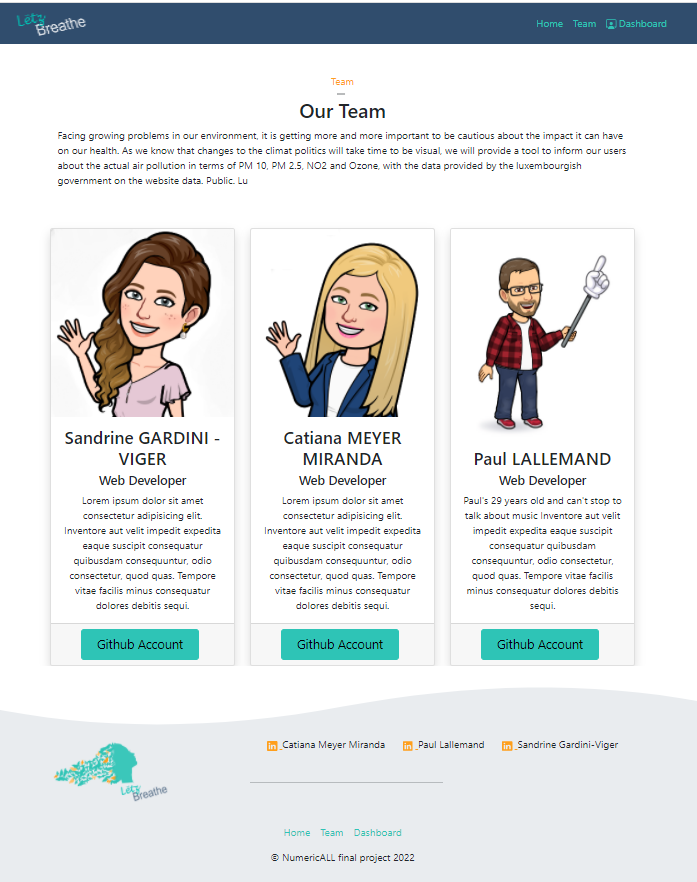 Lëtz
Breathe
Home Team Dashboard
Team
Our Team
Facing growing problems in our environment, it is getting more and more important to be cautious about the impact it can have
on our health. As we know that changes to the climat politics will take time to be visual, we will provide a tool to inform our users
about the actual air pollution in terms of PM 10, PM 2.5, NO2 and Ozone, with the data provided by the luxembourgish
government on the website data. Public. Lu
Sandrine GARDINI -
VIGER
Web Developer
Lorem ipsum dolor sit amet
consectetur adipisicing elit.
Inventore aut velit impedit expedita
eaque suscipit consequatur
quibusdam consequuntur, odio
consectetur, quod quas. Tempore
vitae facilis minus consequatur
dolores debitis sequi.
Github Account
Catiana MEYER
MIRANDA
Web Developer
Lorem ipsum dolor sit amet
consectetur adipisicing elit.
Inventore aut velit impedit expedita
eaque suscipit consequatur
quibusdam consequuntur, odio
consectetur, quod quas. Tempore
vitae facilis minus consequatur
dolores debitis sequi.
Github Account
Paul LALLEMAND
Web Developer
Paul's 29 years old and can't stop to
talk about music Inventore aut velit
impedit expedita eaque suscipit
consequatur quibusdam
consequuntur, odio consectetur,
quod quas. Tempore vitae facilis
minus consequatur dolores debitis
sequi.
Github Account
Lëtz
Breathe
in Catiana Meyer Miranda in Paul Lallemand in Sandrine Gardini-Viger
Home Team Dashboard
© NumericALL final project 2022